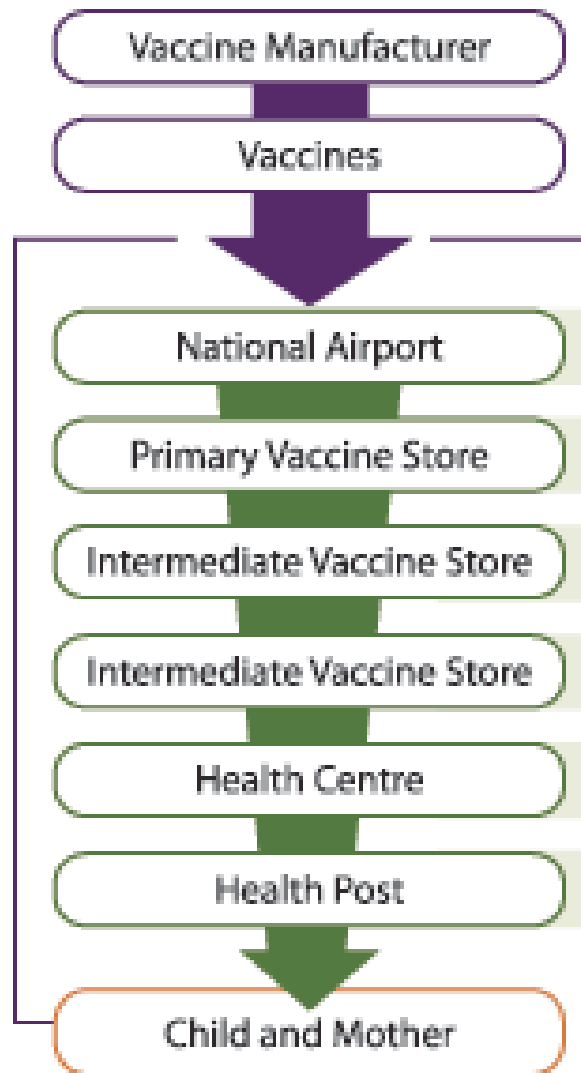 Vaccine Manufacturer
Vaccines
National Airport
Primary Vaccine Store
Intermediate Vaccine Store
Intermediate Vaccine Store
Health Centre
Health Post
Child and Mother